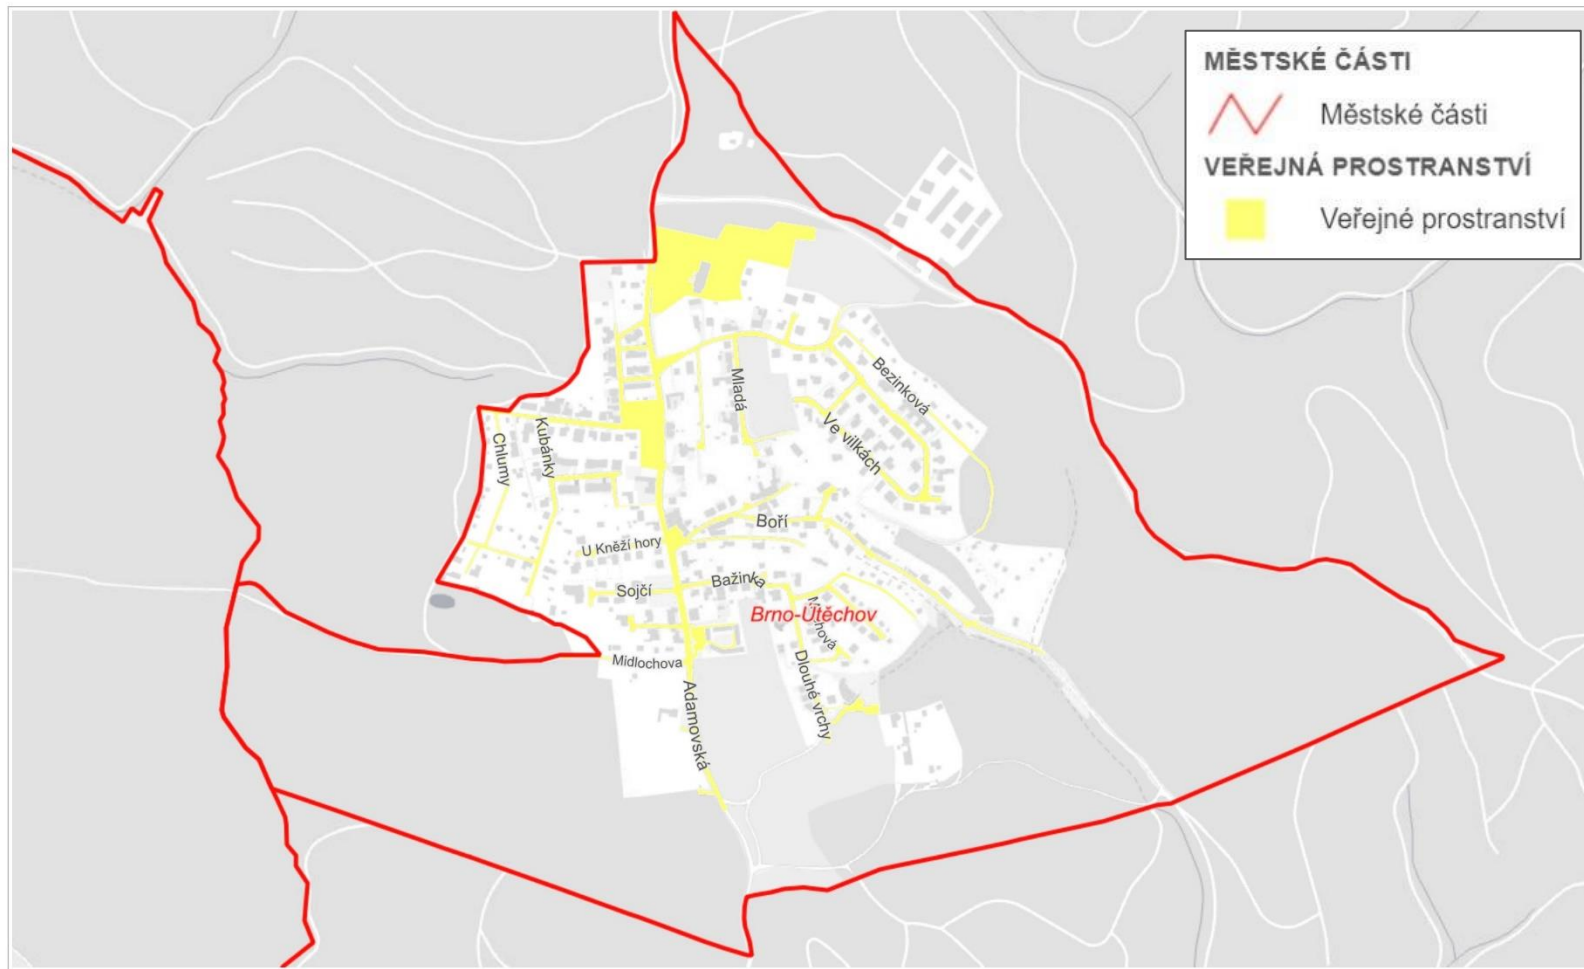 MĚSTSKÉ ČÁSTI
Městské části
VEŘEJNÁ PROSTRANSTVÍ
Veřejné prostranství
Mladá
Bezinková
Ve vilkách
Kubánky
Chlumy
Boří
U Kněží hory
Bažinka
Sojčí
Brno-Útěchov
Midlochova
Dlouhé vrchy
Adamovská